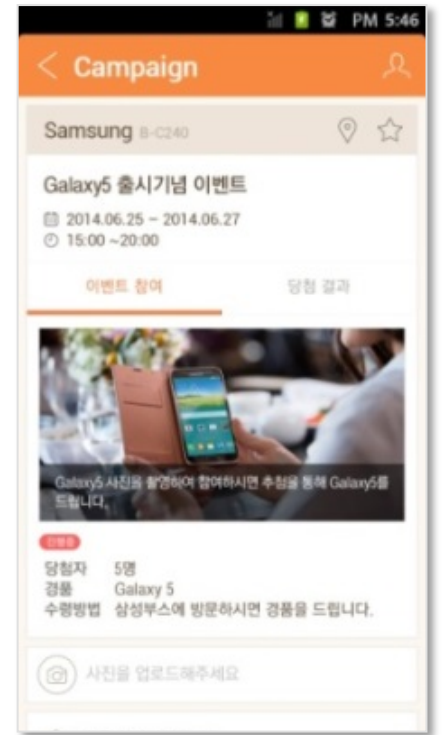 PM 5:46
Campaign
Samsung B-C240
Galaxy5 출시기념 이벤트
2014.06.25 - 2014.06.27
15:00 ~20:00
이벤트 참여
당첨 결과
Galaxy5 사진을 촬영하여 참여하시면 추첨을 통해 Galaxy5를
드립니다.
진행중
당첨자 5명
경품 Galaxy 5
수령방법 삼성부스에 방문하시면 경품을 드립니다.
사진을 업로드해주세요